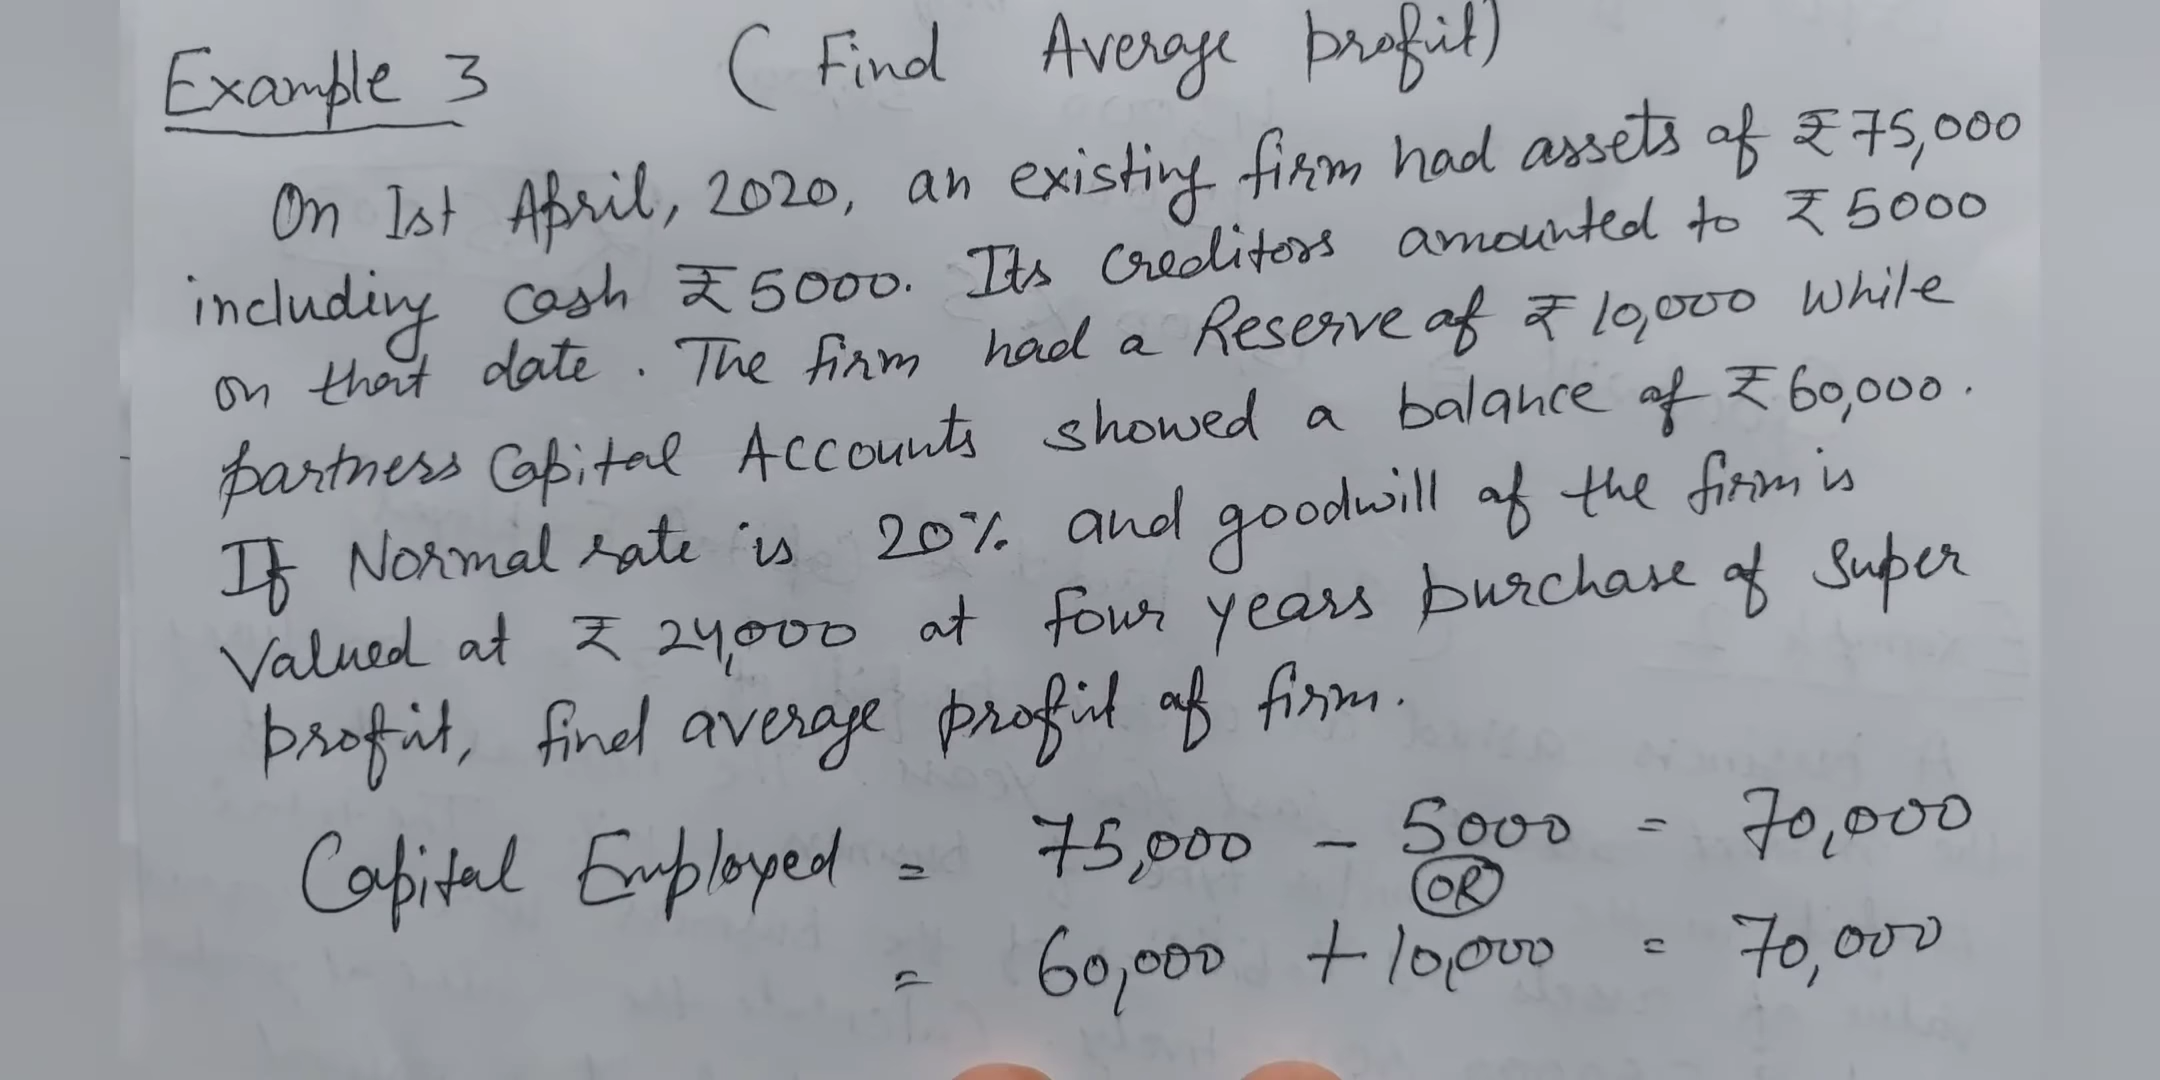 Example 3 (Find Average profit)
On 1st April, 2020, an existing firm had assets of ₹75,000
including cash ₹5000. Its creditors amounted to ₹5000
on that date. The firm had a Reserve of ₹10,000 while
partners Capital Accounts showed a balance of ₹60,000.
If Normal rate is 20% and goodwill of the firm is
Valued at ₹24,000 at four years purchase of Super
profit, find average profit of firm.
Capital Employed = 75,000 - 5000 = 70,000
OR
= 60,000 + 10,000 = 70,000